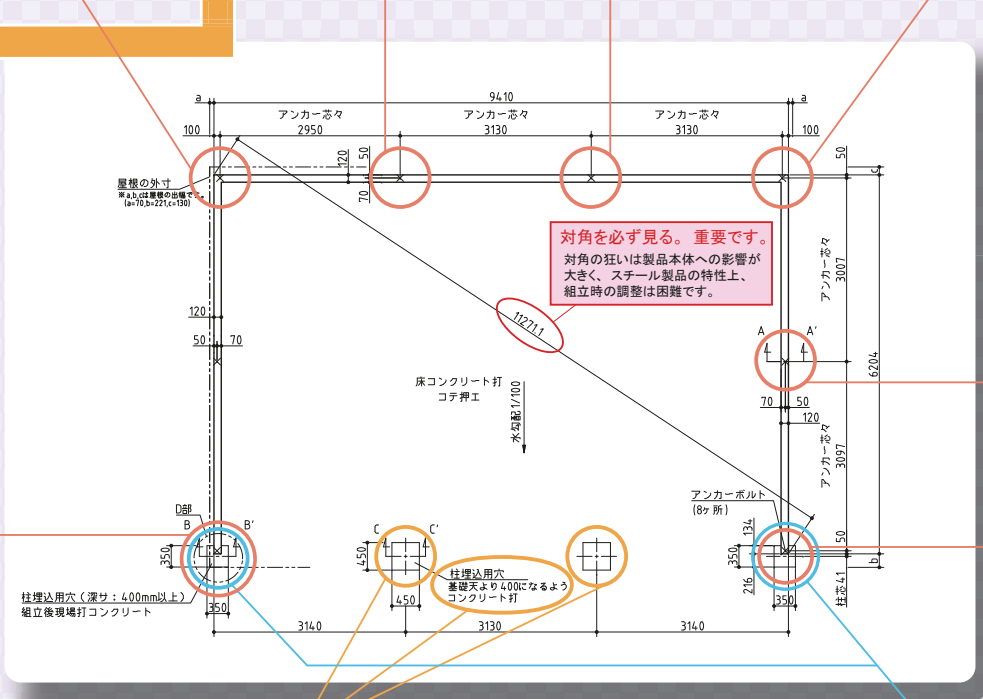 a
9410
a
アンカー芯々
アンカー芯々
アンカー芯々
100
2950
3130
3130
100
120
50
70
50
c
屋根の外寸
※a,b,cは屋根の出幅で
(a=70,b=221,c=130)
対角を必ず見る。重要です。
対角の狂いは製品本体への影響が
大きく、スチール製品の特性上、
組立時の調整は困難です。
アンカー芯々
3007
120
50
70
11271.1
A
A'
6204
床コンクリート打
コテ押エ
水勾配 1/100
70
50
120
アンカー芯々
3097
アンカーボルト
(8ヶ所)
D部
B
B'
C
C'
134
50
350
450
350
b
柱埋込用穴
基礎天より400になるよう
コンクリート打
216
柱芯41
柱埋込用穴(深サ:400mm以上)
組立後現場打コンクリート
350
450
350
3140
3130
3140